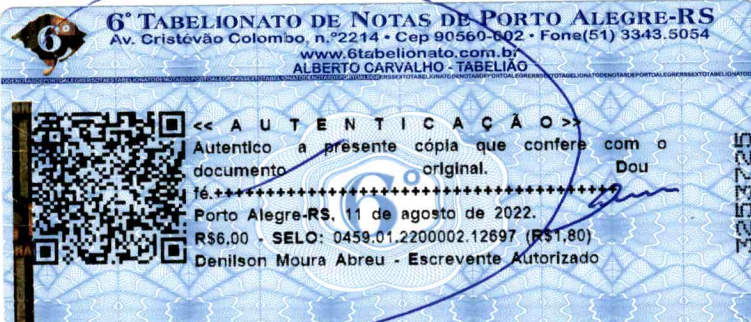 6º TABELIONATO DE NOTAS DE PORTO ALEGRE-RS
Av. Cristóvão Colombo, n.º2214 • Cep 90560-002 • Fone(51) 3343.5054
www.6tabelionato.com.br
ALBERTO CARVALHO - TABELIÃO
6º
<< A U T E N T I C A Ç Ã O >>
Autentico a presente cópia que confere com o
documento original. Dou
fé.++++++++++++++++++++++++++++++++++++++++++++++
Porto Alegre-RS, 11 de agosto de 2022.
R$6,00 - SELO: 0459.01.2200002.12697 (R$1,80)
Denilson Moura Abreu - Escrevente Autorizado
6º